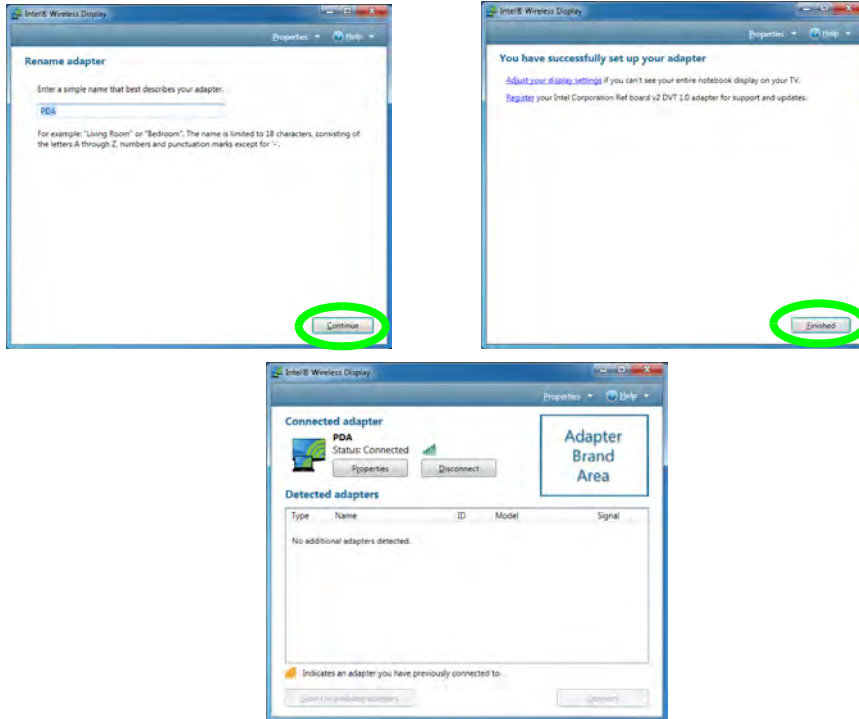 Intel® Wireless Display
Properties Help
Rename adapter
Enter a simple name that best describes your adapter.
PDA
For example: "Living Room" or "Bedroom". The name is limited to 18 characters, consisting of
the letters A through Z, numbers and punctuation marks except for '-'.
Continue
Intel® Wireless Display
Properties Help
You have successfully set up your adapter
Adjust your display settings if you can't see your entire notebook display on your TV.
Register your Intel Corporation Ref board v2 DVT 1.0 adapter for support and updates.
Finished
Intel® Wireless Display
Properties Help
Connected adapter
PDA
Status: Connected
Properties Disconnect
Adapter
Brand
Area
Detected adapters
Type Name ID Model Signal
No additional adapters detected.
Indicates an adapter you have previously connected to.
Scan for available adapters Connect